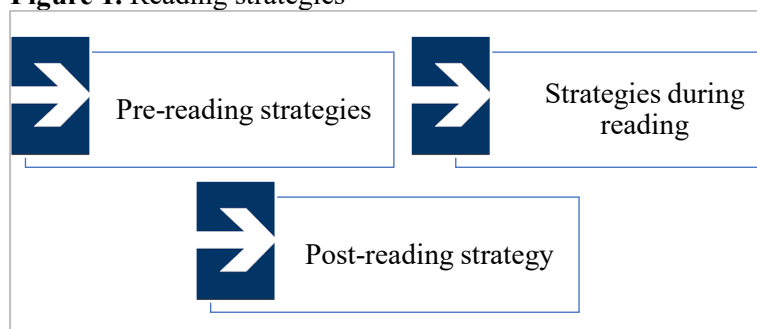 Figure 1. Reading strategies
Pre-reading strategies
Strategies during
reading
Post-reading strategy